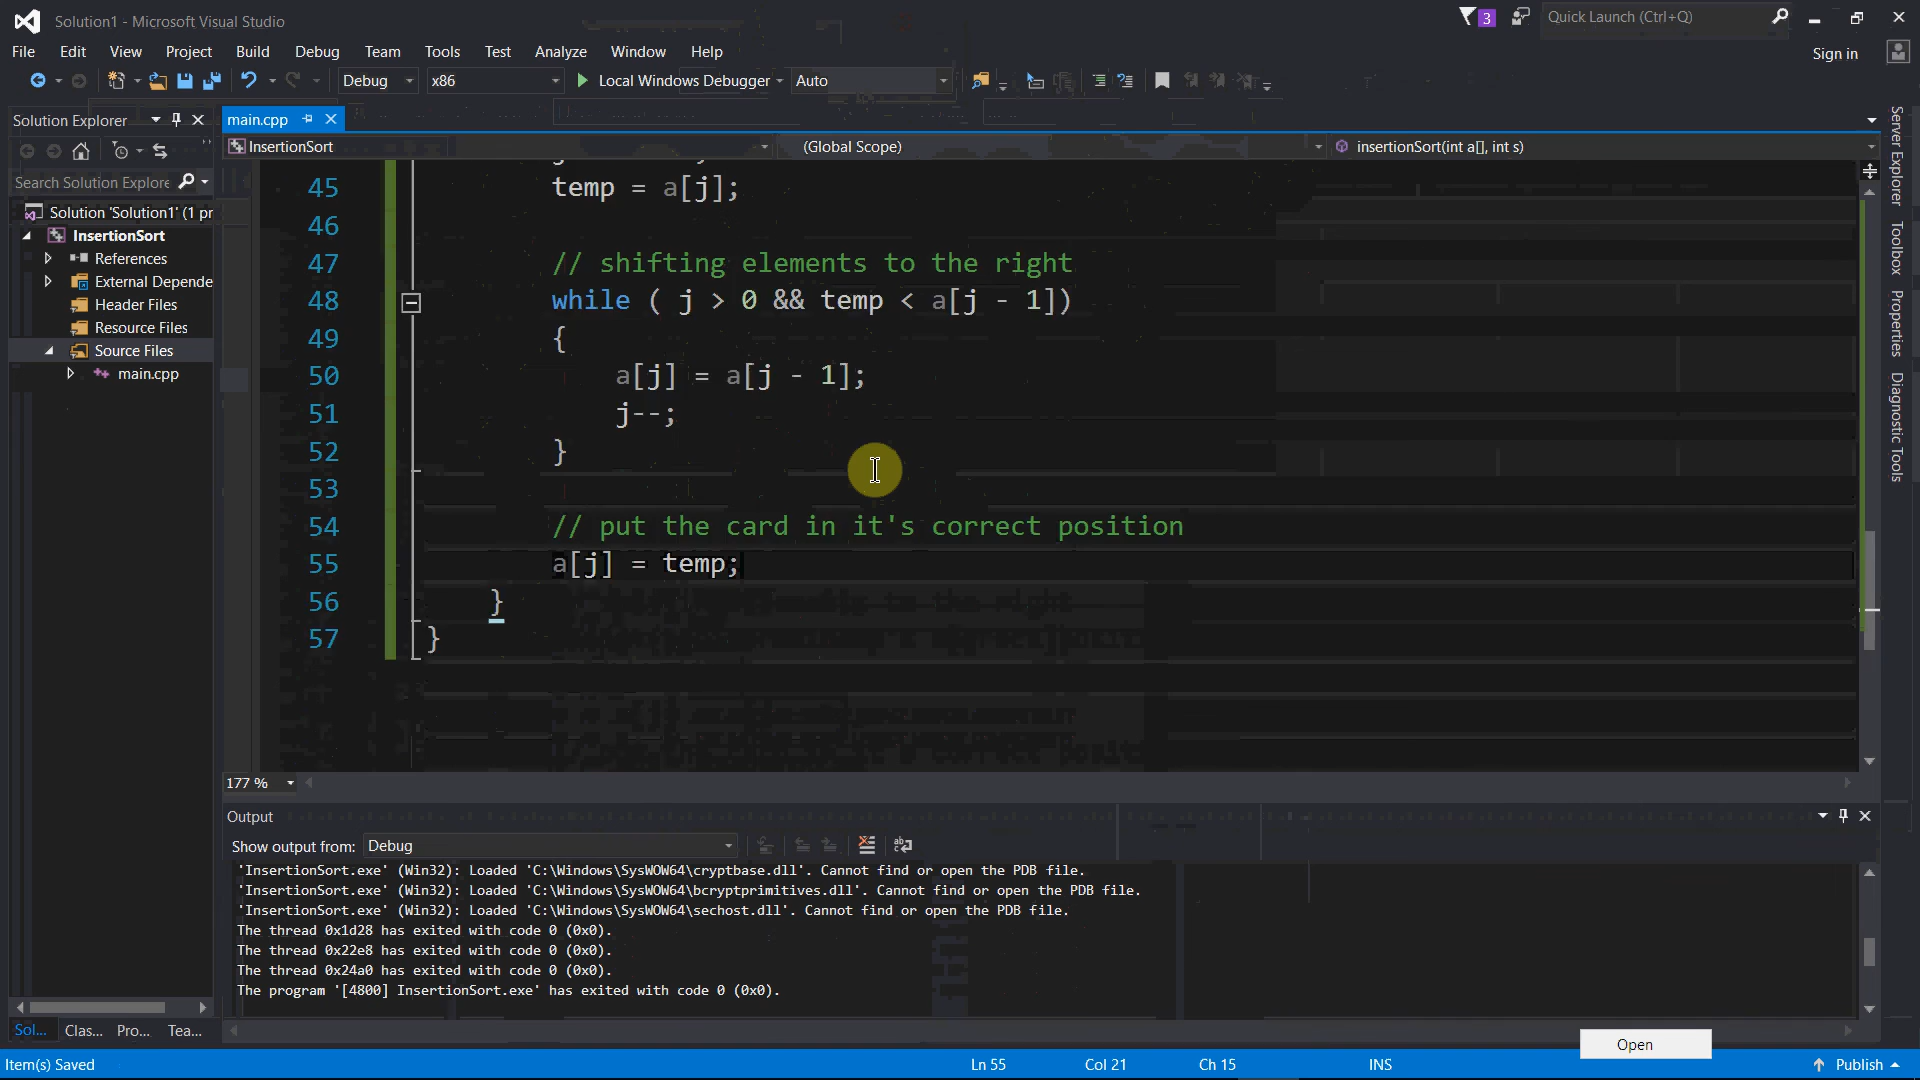 Solution1 - Microsoft Visual Studio
3
Quick Launch (Ctrl+Q)
File Edit View Project Build Debug Team Tools Test Analyze Window Help
Sign in
Debug x86 Local Windows Debugger Auto
Solution Explorer
main.cpp
InsertionSort (Global Scope) insertionSort(int a[], int s)
Search Solution Explore
Solution 'Solution1' (1 pr
InsertionSort
References
External Depende
Header Files
Resource Files
Source Files
main.cpp
45 temp = a[j];
46
47 // shifting elements to the right
48 while ( j > 0 && temp < a[j - 1])
49 {
50 a[j] = a[j - 1];
51 j--;
52 }
53
54 // put the card in it's correct position
55 a[j] = temp;
56 }
57 }
177 %
Server Explorer
Toolbox
Properties
Diagnostic Tools
Output
Show output from: Debug
'InsertionSort.exe' (Win32): Loaded 'C:\Windows\SysWOW64\cryptbase.dll'. Cannot find or open the PDB file.
'InsertionSort.exe' (Win32): Loaded 'C:\Windows\SysWOW64\bcryptprimitives.dll'. Cannot find or open the PDB file.
'InsertionSort.exe' (Win32): Loaded 'C:\Windows\SysWOW64\sechost.dll'. Cannot find or open the PDB file.
The thread 0x1d28 has exited with code 0 (0x0).
The thread 0x22e8 has exited with code 0 (0x0).
The thread 0x24a0 has exited with code 0 (0x0).
The program '[4800] InsertionSort.exe' has exited with code 0 (0x0).
Sol... Clas... Pro... Tea...
Open
Item(s) Saved Ln 55 Col 21 Ch 15 INS Publish